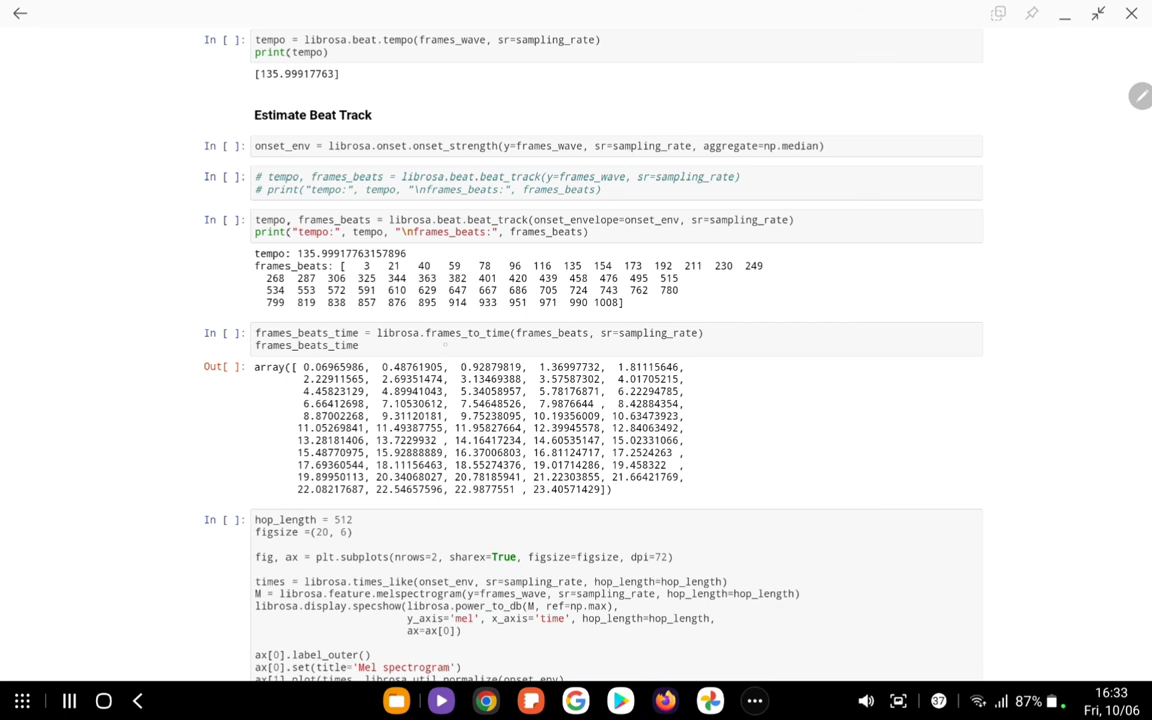 In [ ]: tempo = librosa.beat.tempo(frames_wave, sr=sampling_rate)
print(tempo)
[135.99917763]
Estimate Beat Track
In [ ]: onset_env = librosa.onset.onset_strength(y=frames_wave, sr=sampling_rate, aggregate=np.median)
In [ ]: # tempo, frames_beats = librosa.beat.beat_track(y=frames_wave, sr=sampling_rate)
# print("tempo:", tempo, "\nframes_beats:", frames_beats)
In [ ]: tempo, frames_beats = librosa.beat.beat_track(onset_envelope=onset_env, sr=sampling_rate)
print("tempo:", tempo, "\nframes_beats:", frames_beats)
tempo: 135.99917763157896
frames_beats: [ 3 21 40 59 78 96 116 135 154 173 192 211 230 249
268 287 306 325 344 363 382 401 420 439 458 476 495 515
534 553 572 591 610 629 647 667 686 705 724 743 762 780
799 819 838 857 876 895 914 933 951 971 990 1008]
In [ ]: frames_beats_time = librosa.frames_to_time(frames_beats, sr=sampling_rate)
frames_beats_time
Out[ ]: array([ 0.06965986, 0.48761905, 0.92879819, 1.36997732, 1.81115646,
2.22911565, 2.69351474, 3.13469388, 3.57587302, 4.01705215,
4.45823129, 4.89941043, 5.34058957, 5.78176871, 6.22294785,
6.66412698, 7.10530612, 7.54648526, 7.9876644 , 8.42884354,
8.87002268, 9.31120181, 9.75238095, 10.19356009, 10.63473923,
11.05269841, 11.49387755, 11.95827664, 12.39945578, 12.84063492,
13.28181406, 13.7229932 , 14.16417234, 14.60535147, 15.02331066,
15.48770975, 15.92888889, 16.37006803, 16.81124717, 17.2524263 ,
17.69360544, 18.11156463, 18.55274376, 19.01714286, 19.458322 ,
19.89950113, 20.34068027, 20.78185941, 21.22303855, 21.66421769,
22.08217687, 22.54657596, 22.9877551 , 23.40571429])
In [ ]: hop_length = 512
figsize =(20, 6)
fig, ax = plt.subplots(nrows=2, sharex=True, figsize=figsize, dpi=72)
times = librosa.times_like(onset_env, sr=sampling_rate, hop_length=hop_length)
M = librosa.feature.melspectrogram(y=frames_wave, sr=sampling_rate, hop_length=hop_length)
librosa.display.specshow(librosa.power_to_db(M, ref=np.max),
y_axis='mel', x_axis='time', hop_length=hop_length,
ax=ax[0])
ax[0].label_outer()
ax[0].set(title='Mel spectrogram')
ax[1].plot(times, librosa.util.normalize(onset_env)
37 87% 16:33
Fri, 10/06